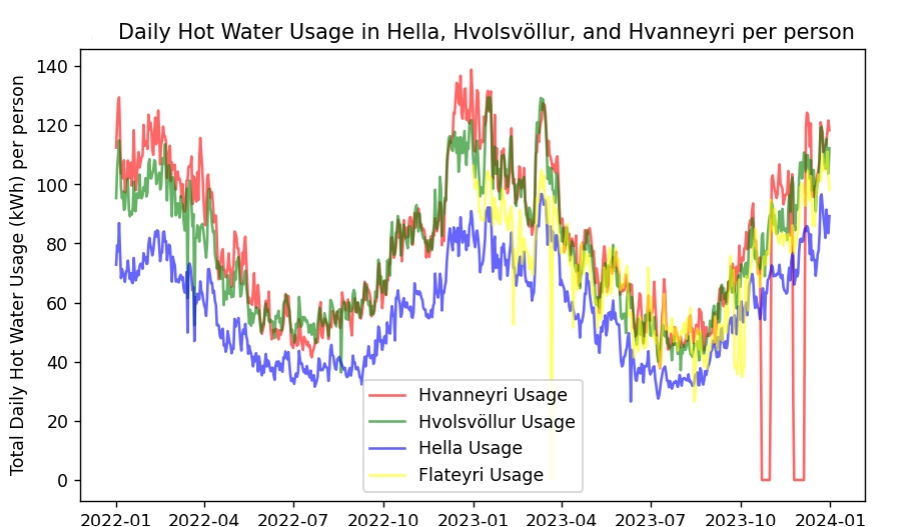 Daily Hot Water Usage in Hella, Hvolsvöllur, and Hvanneyri per person
Total Daily Hot Water Usage (kWh) per person
140
120
100
80
60
40
20
0
Hvanneyri Usage
Hvolsvöllur Usage
Hella Usage
Flateyri Usage
2022-01 2022-04 2022-07 2022-10 2023-01 2023-04 2023-07 2023-10 2024-01